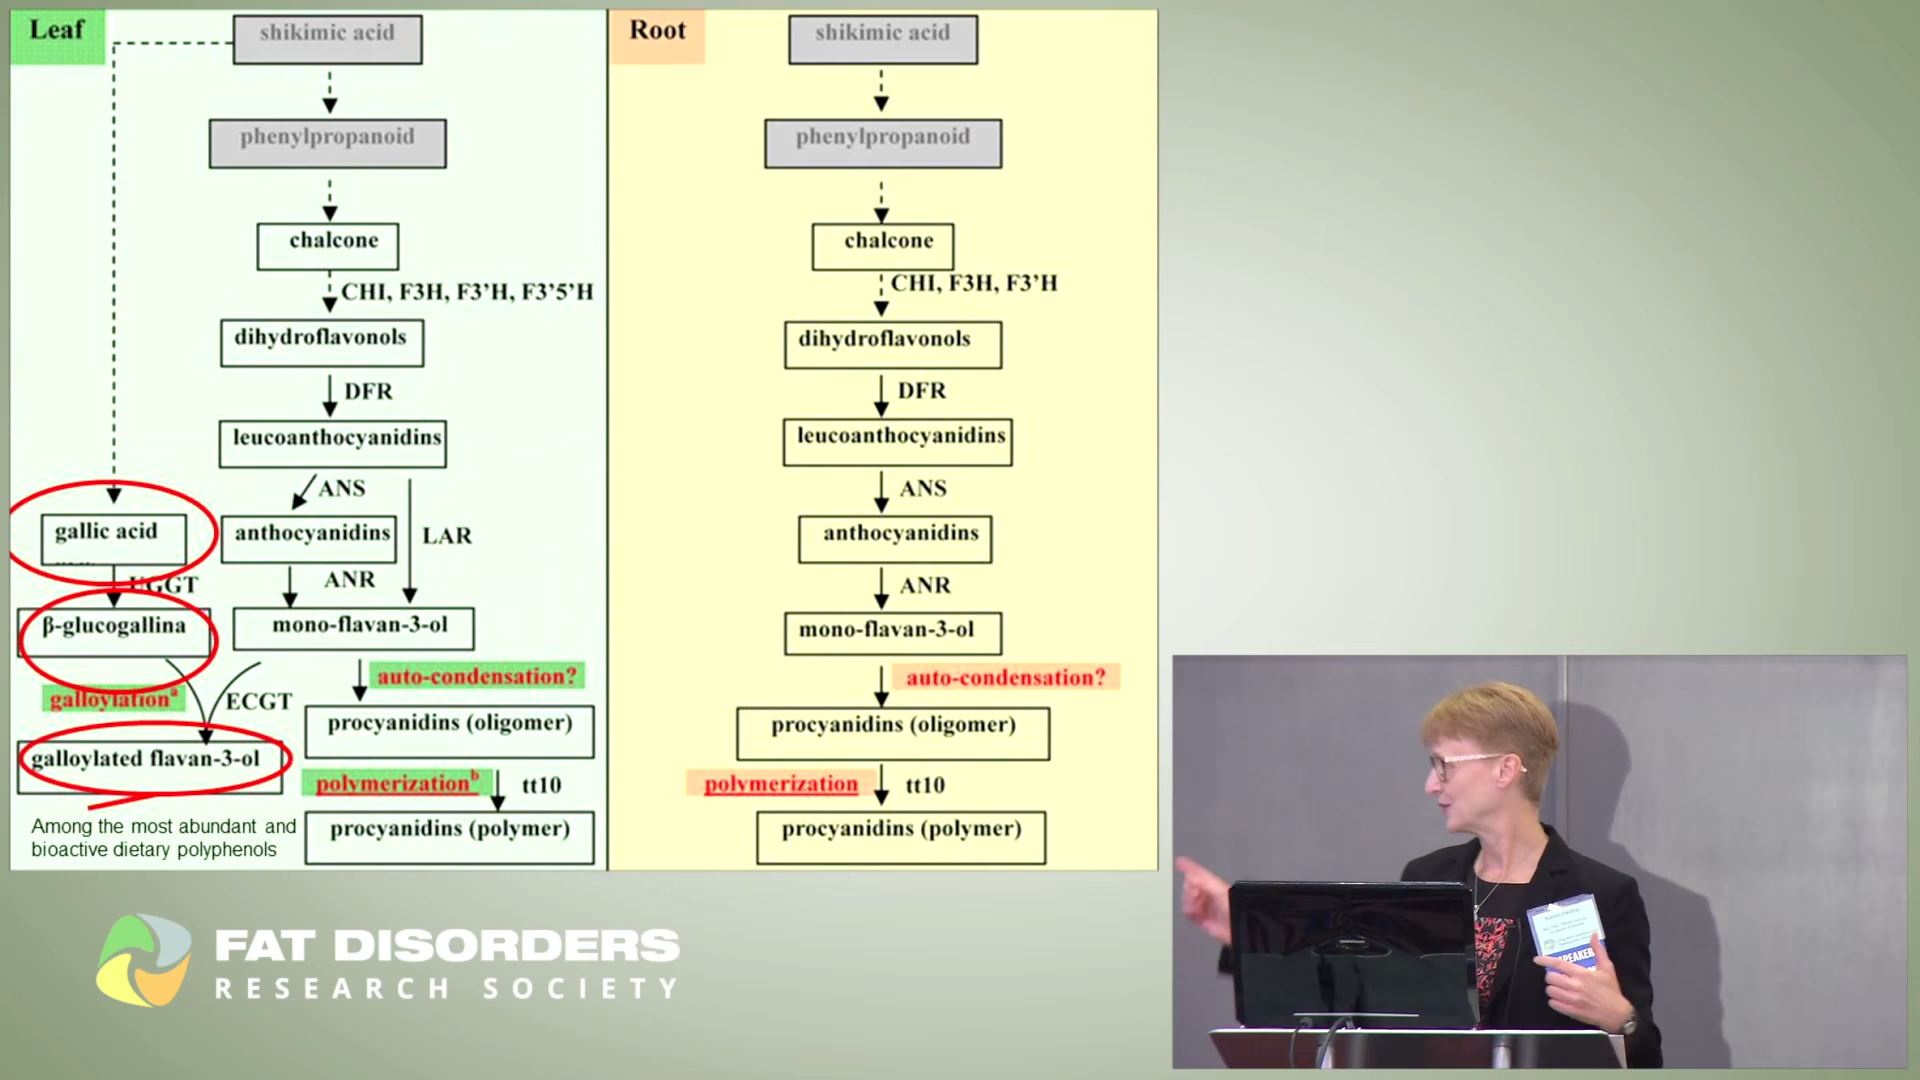 Leaf
shikimic acid
phenylpropanoid
chalcone
CHI, F3H, F3’H, F3’5’H
dihydroflavonols
DFR
leucoanthocyanidins
ANS
gallic acid
anthocyanidins
LAR
ANR
β-glucogallina
mono-flavan-3-ol
auto-condensation?
galloylationᵃ
ECGT
procyanidins (oligomer)
galloylated flavan-3-ol
polymerizationᵇ
tt10
Among the most abundant and
bioactive dietary polyphenols
procyanidins (polymer)
Root
shikimic acid
phenylpropanoid
chalcone
CHI, F3H, F3’H
dihydroflavonols
DFR
leucoanthocyanidins
ANS
anthocyanidins
ANR
mono-flavan-3-ol
auto-condensation?
procyanidins (oligomer)
polymerization
tt10
procyanidins (polymer)
FAT DISORDERS
RESEARCH SOCIETY
SPEAKER